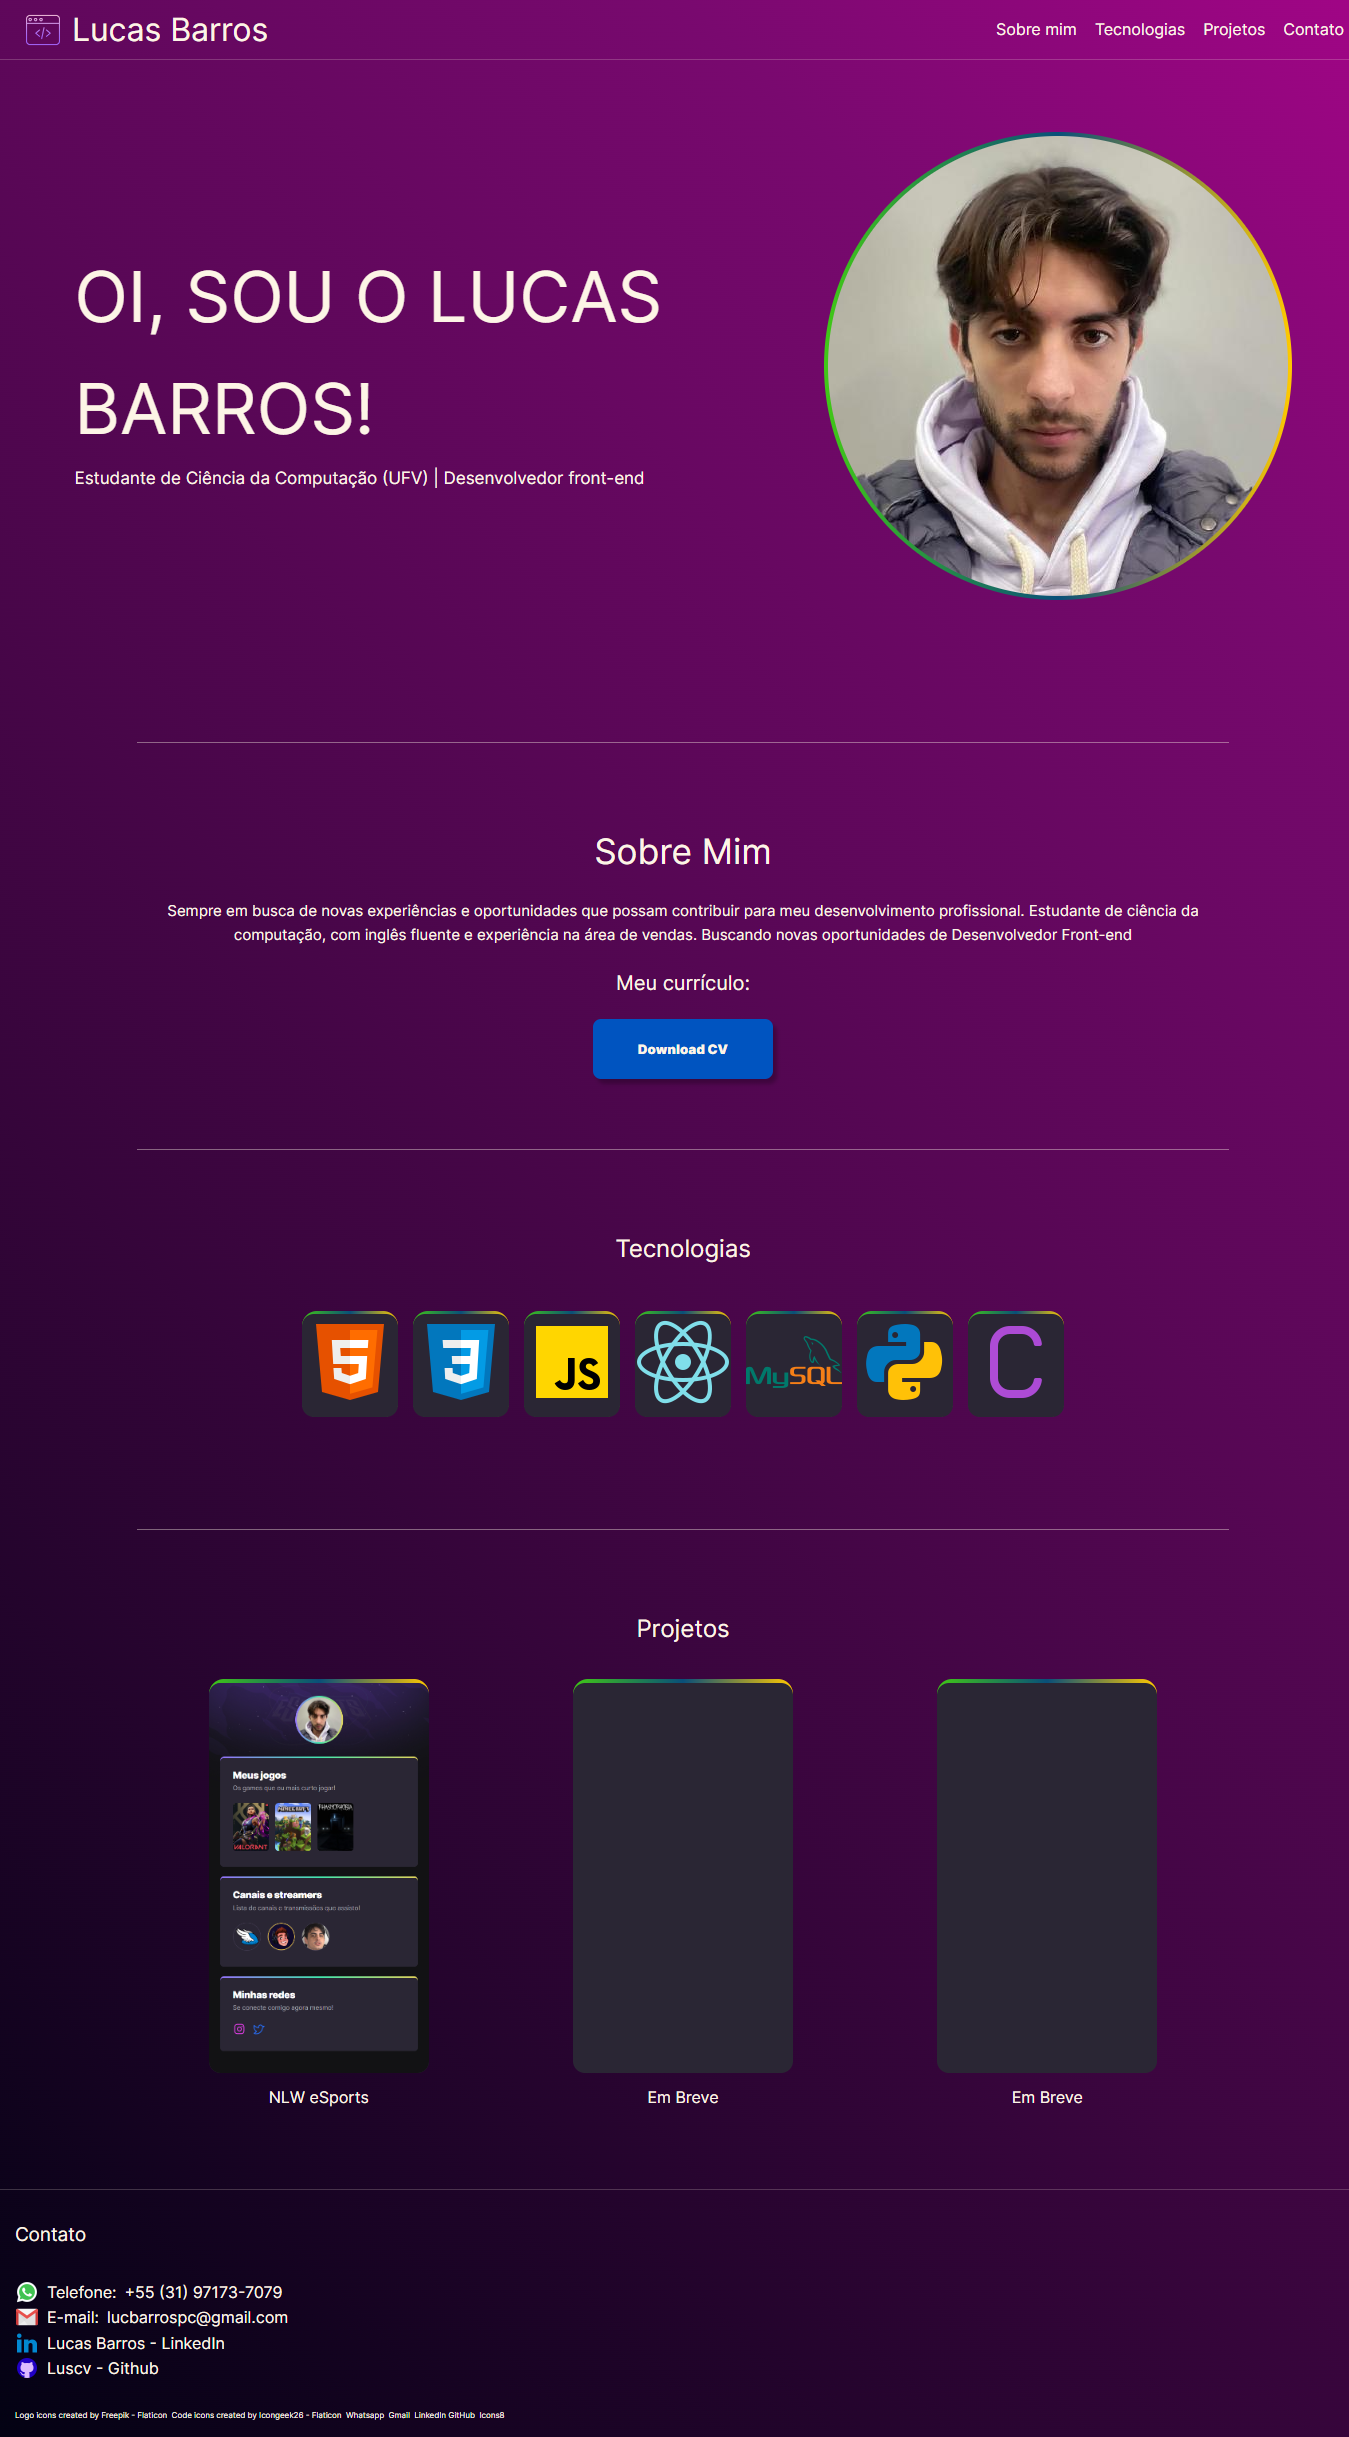 Lucas Barros
Sobre mim Tecnologias Projetos Contato
OI, SOU O LUCAS
BARROS!
Estudante de Ciência da Computação (UFV) | Desenvolvedor front-end
Sobre Mim
Sempre em busca de novas experiências e oportunidades que possam contribuir para meu desenvolvimento profissional. Estudante de ciência da
computação, com inglês fluente e experiência na área de vendas. Buscando novas oportunidades de Desenvolvedor Front-end
Meu currículo:
Download CV
Tecnologias
5 3 JS MySQL C
Projetos
Meus jogos
Os games que eu mais curto jogar!
VALORANT MINECRAFT
Canais e streamers
Lista de canais e transmissões que assisto!
Minhas redes
Se conecte comigo agora mesmo!
NLW eSports
Em Breve
Em Breve
Contato
Telefone: +55 (31) 97173-7079
E-mail: lucbarrospc@gmail.com
in Lucas Barros - LinkedIn
Luscv - Github
Logo icons created by Freepik - Flaticon Code icons created by Icongeek26 - Flaticon Whatsapp Gmail LinkedIn GitHub Icons8